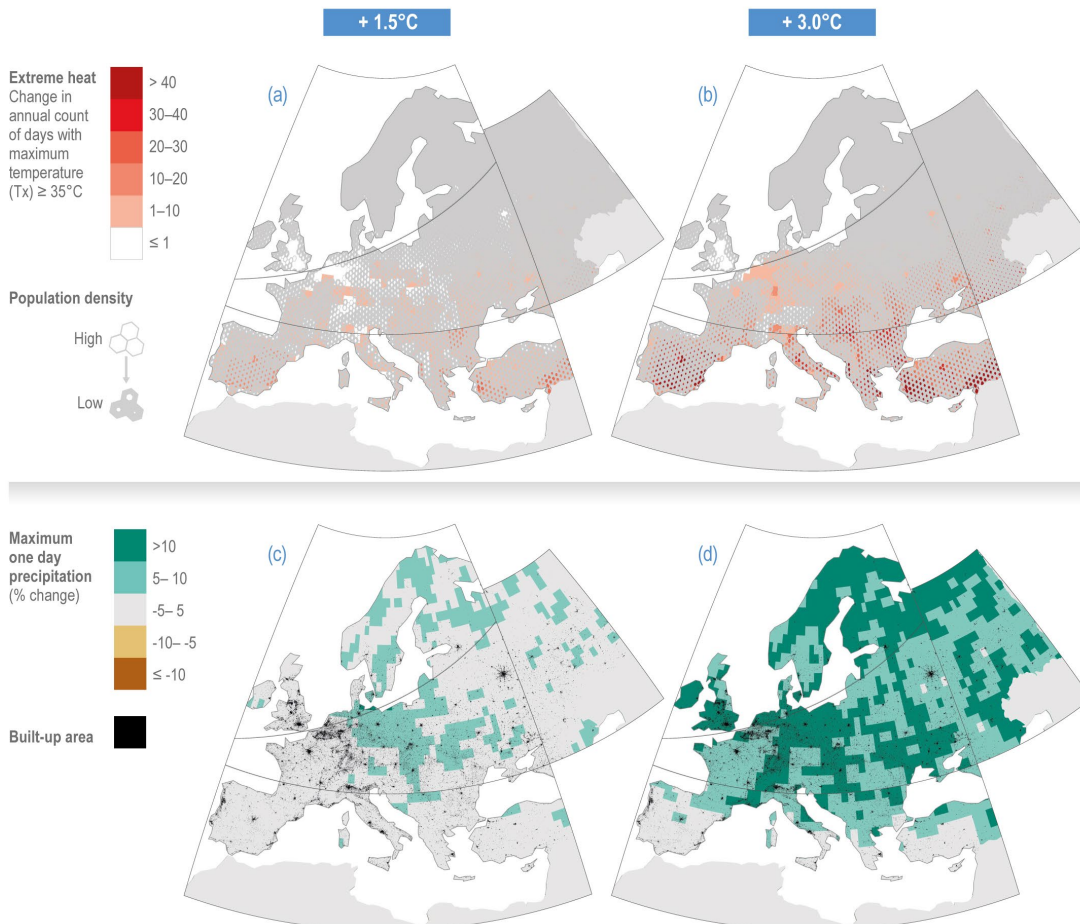 + 1.5°C
+ 3.0°C
Extreme heat
Change in
annual count
of days with
maximum
temperature
(Tx) ≥ 35°C
> 40
30–40
20–30
10–20
1–10
≤ 1
Population density
High
Low
(a)
(b)
Maximum
one day
precipitation
(% change)
>10
5– 10
-5– 5
-10– -5
≤ -10
Built-up area
(c)
(d)